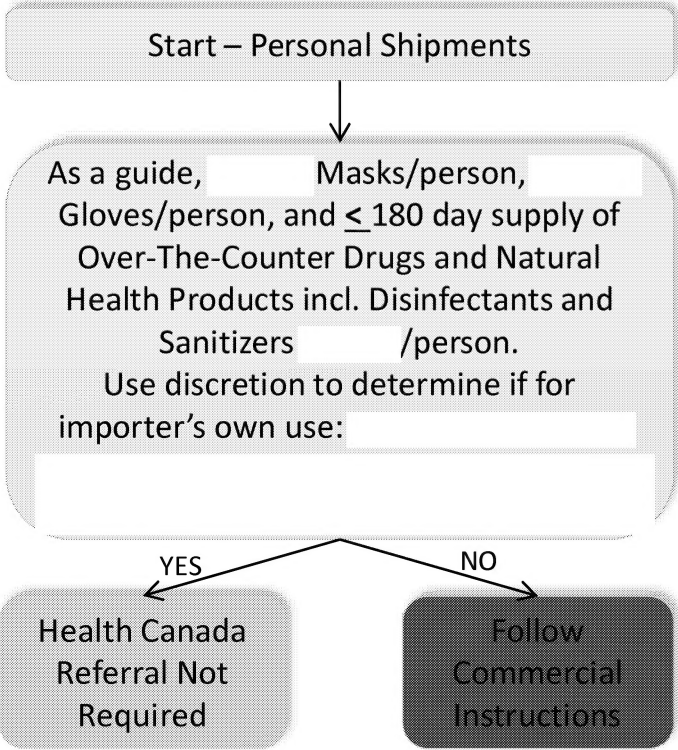 Start – Personal Shipments
As a guide, Masks/person,
Gloves/person, and < 180 day supply of
Over-The-Counter Drugs and Natural
Health Products incl. Disinfectants and
Sanitizers /person.
Use discretion to determine if for
importer's own use:
YES
NO
Health Canada
Referral Not
Required
Follow
Commercial
Instructions